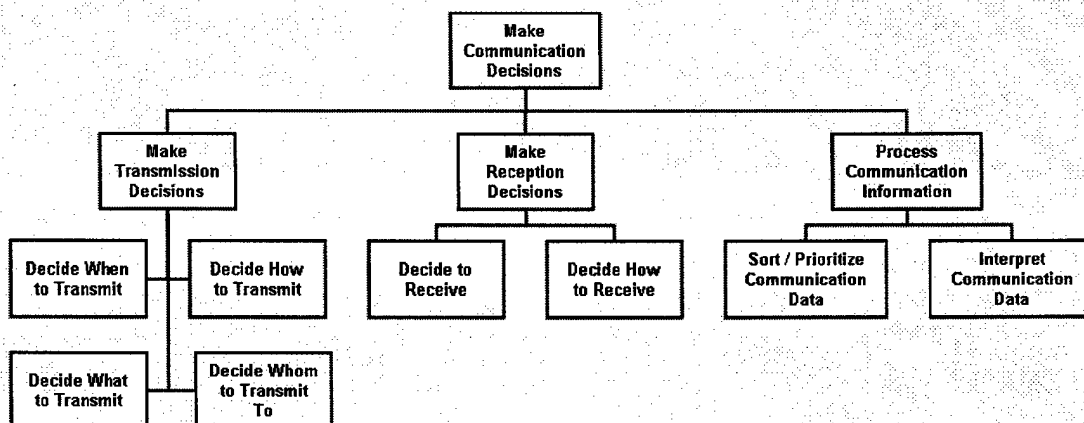 Make
Communication
Decisions
Make
Transmission
Decisions
Make
Reception
Decisions
Process
Communication
Information
Decide When
to Transmit
Decide How
to Transmit
Decide to
Receive
Decide How
to Receive
Sort / Prioritize
Communication
Data
Interpret
Communication
Data
Decide What
to Transmit
Decide Whom
to Transmit
To